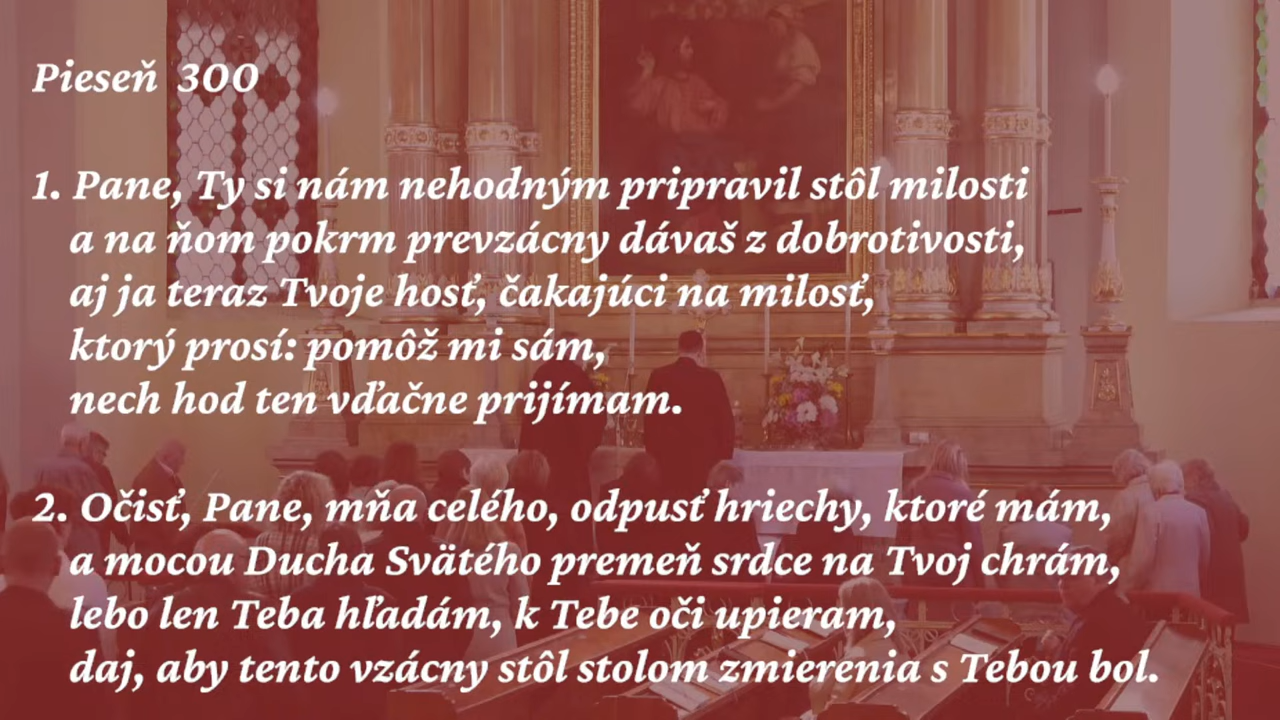 Pieseň 300
1. Pane, Ty si nám nehodným pripravil stôl milosti
a na ňom pokrm prevzácny dávaš z dobrotivosti,
aj ja teraz Tvoje hosť, čakajúci na milosť,
ktorý prosí: pomôž mi sám,
nech hod ten vďačne prijímam.
2. Očisť, Pane, mňa celého, odpusť hriechy, ktoré mám,
a mocou Ducha Svätého premeň srdce na Tvoj chrám,
lebo len Teba hľadám, k Tebe oči upieram,
daj, aby tento vzácny stôl stolom zmierenia s Tebou bol.